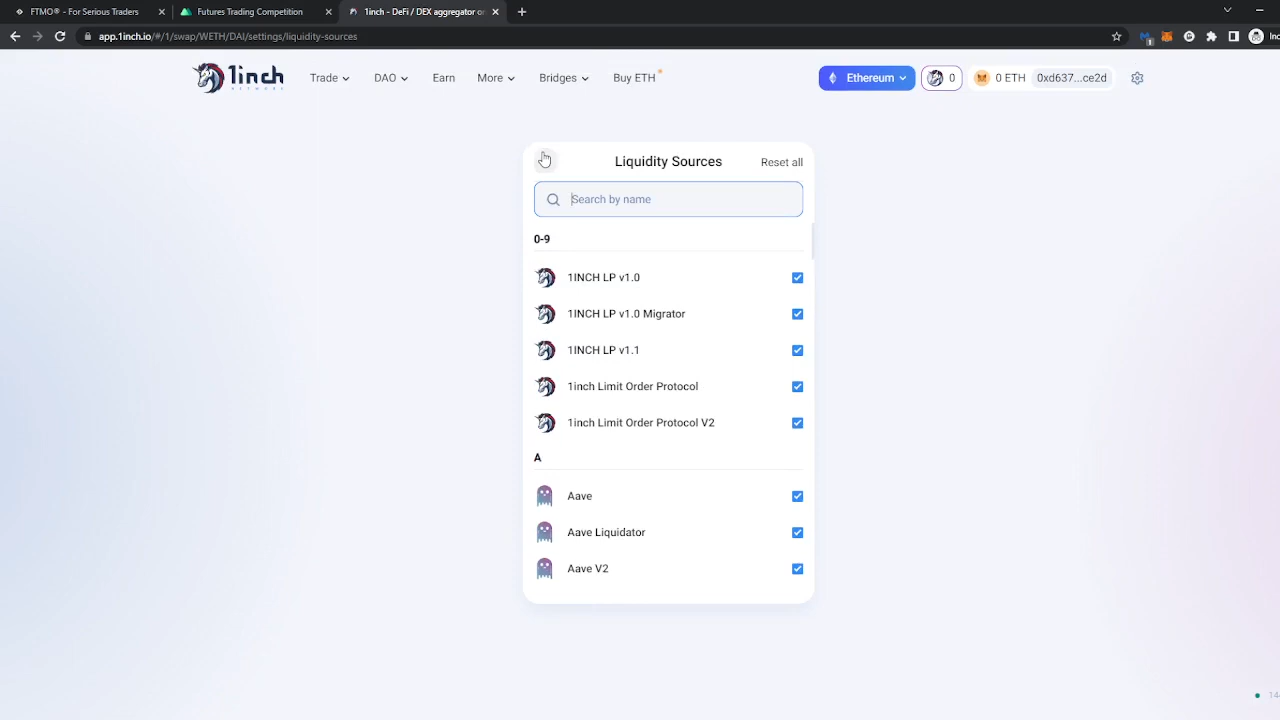 FTMO® - For Serious Traders
Futures Trading Competition
1inch - DeFi / DEX aggregator
app.1inch.io/#/1/swap/WETH/DAI/settings/liquidity-sources
1
1inch
NETWORK
Trade
DAO
Earn
More
Bridges
Buy ETH
Ethereum
0
0 ETH
0xd637...ce2d
Liquidity Sources
Reset all
Search by name
0-9
1INCH LP v1.0
1INCH LP v1.0 Migrator
1INCH LP v1.1
1inch Limit Order Protocol
1inch Limit Order Protocol V2
A
Aave
Aave Liquidator
Aave V2